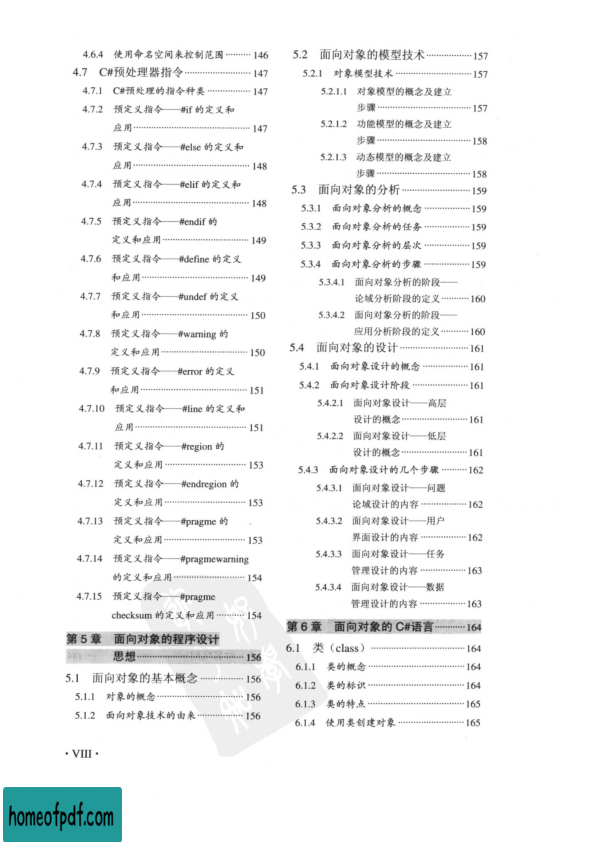 4.6.4 使用命名空间来控制范围………146
4.7 C#预处理器指令……………………147
4.7.1 C#预处理的指令种类……………147
4.7.2 预定义指令——#if 的定义和
应用……………………………………147
4.7.3 预定义指令——#else 的定义和
应用……………………………………148
4.7.4 预定义指令——#elif 的定义和
应用……………………………………148
4.7.5 预定义指令——#endif 的
定义和应用……………………………149
4.7.6 预定义指令——#define 的定义
和应用…………………………………149
4.7.7 预定义指令——#undef 的定义
和应用…………………………………150
4.7.8 预定义指令——#warning 的
定义和应用……………………………150
4.7.9 预定义指令——#error 的定义
和应用…………………………………151
4.7.10 预定义指令——#line 的定义和
应用……………………………………151
4.7.11 预定义指令——#region 的
定义和应用……………………………153
4.7.12 预定义指令——#endregion 的
定义和应用……………………………153
4.7.13 预定义指令——#pragme 的
定义和应用……………………………153
4.7.14 预定义指令——#pragmewarning
的定义和应用…………………………154
4.7.15 预定义指令——#pragme
checksum 的定义和应用………154
第 5 章 面向对象的程序设计
思想……………………………………156
5.1 面向对象的基本概念……………156
5.1.1 对象的概念………………………156
5.1.2 面向对象技术的由来……………156
5.2 面向对象的模型技术……………157
5.2.1 对象模型技术……………………157
5.2.1.1 对象模型的概念及建立
步骤……………………………………157
5.2.1.2 功能模型的概念及建立
步骤……………………………………158
5.2.1.3 动态模型的概念及建立
步骤……………………………………158
5.3 面向对象的分析…………………159
5.3.1 面向对象分析的概念……………159
5.3.2 面向对象分析的任务……………159
5.3.3 面向对象分析的层次……………159
5.3.4 面向对象分析的步骤……………159
5.3.4.1 面向对象分析的阶段——
论域分析阶段的定义………160
5.3.4.2 面向对象分析的阶段——
应用分析阶段的定义………160
5.4 面向对象的设计…………………161
5.4.1 面向对象设计的概念……………161
5.4.2 面向对象设计阶段………………161
5.4.2.1 面向对象设计——高层
设计的概念……………………161
5.4.2.2 面向对象设计——低层
设计的概念……………………161
5.4.3 面向对象设计的几个步骤………162
5.4.3.1 面向对象设计——问题
论域设计的内容………………162
5.4.3.2 面向对象设计——用户
界面设计的内容………………162
5.4.3.3 面向对象设计——任务
管理设计的内容………………163
5.4.3.4 面向对象设计——数据
管理设计的内容………………163
第 6 章 面向对象的 C#语言………164
6.1 类（class）…………………………164
6.1.1 类的概念…………………………164
6.1.2 类的标识…………………………164
6.1.3 类的特点…………………………165
6.1.4 使用类创建对象…………………165
·VIII·
homeofpdf.com